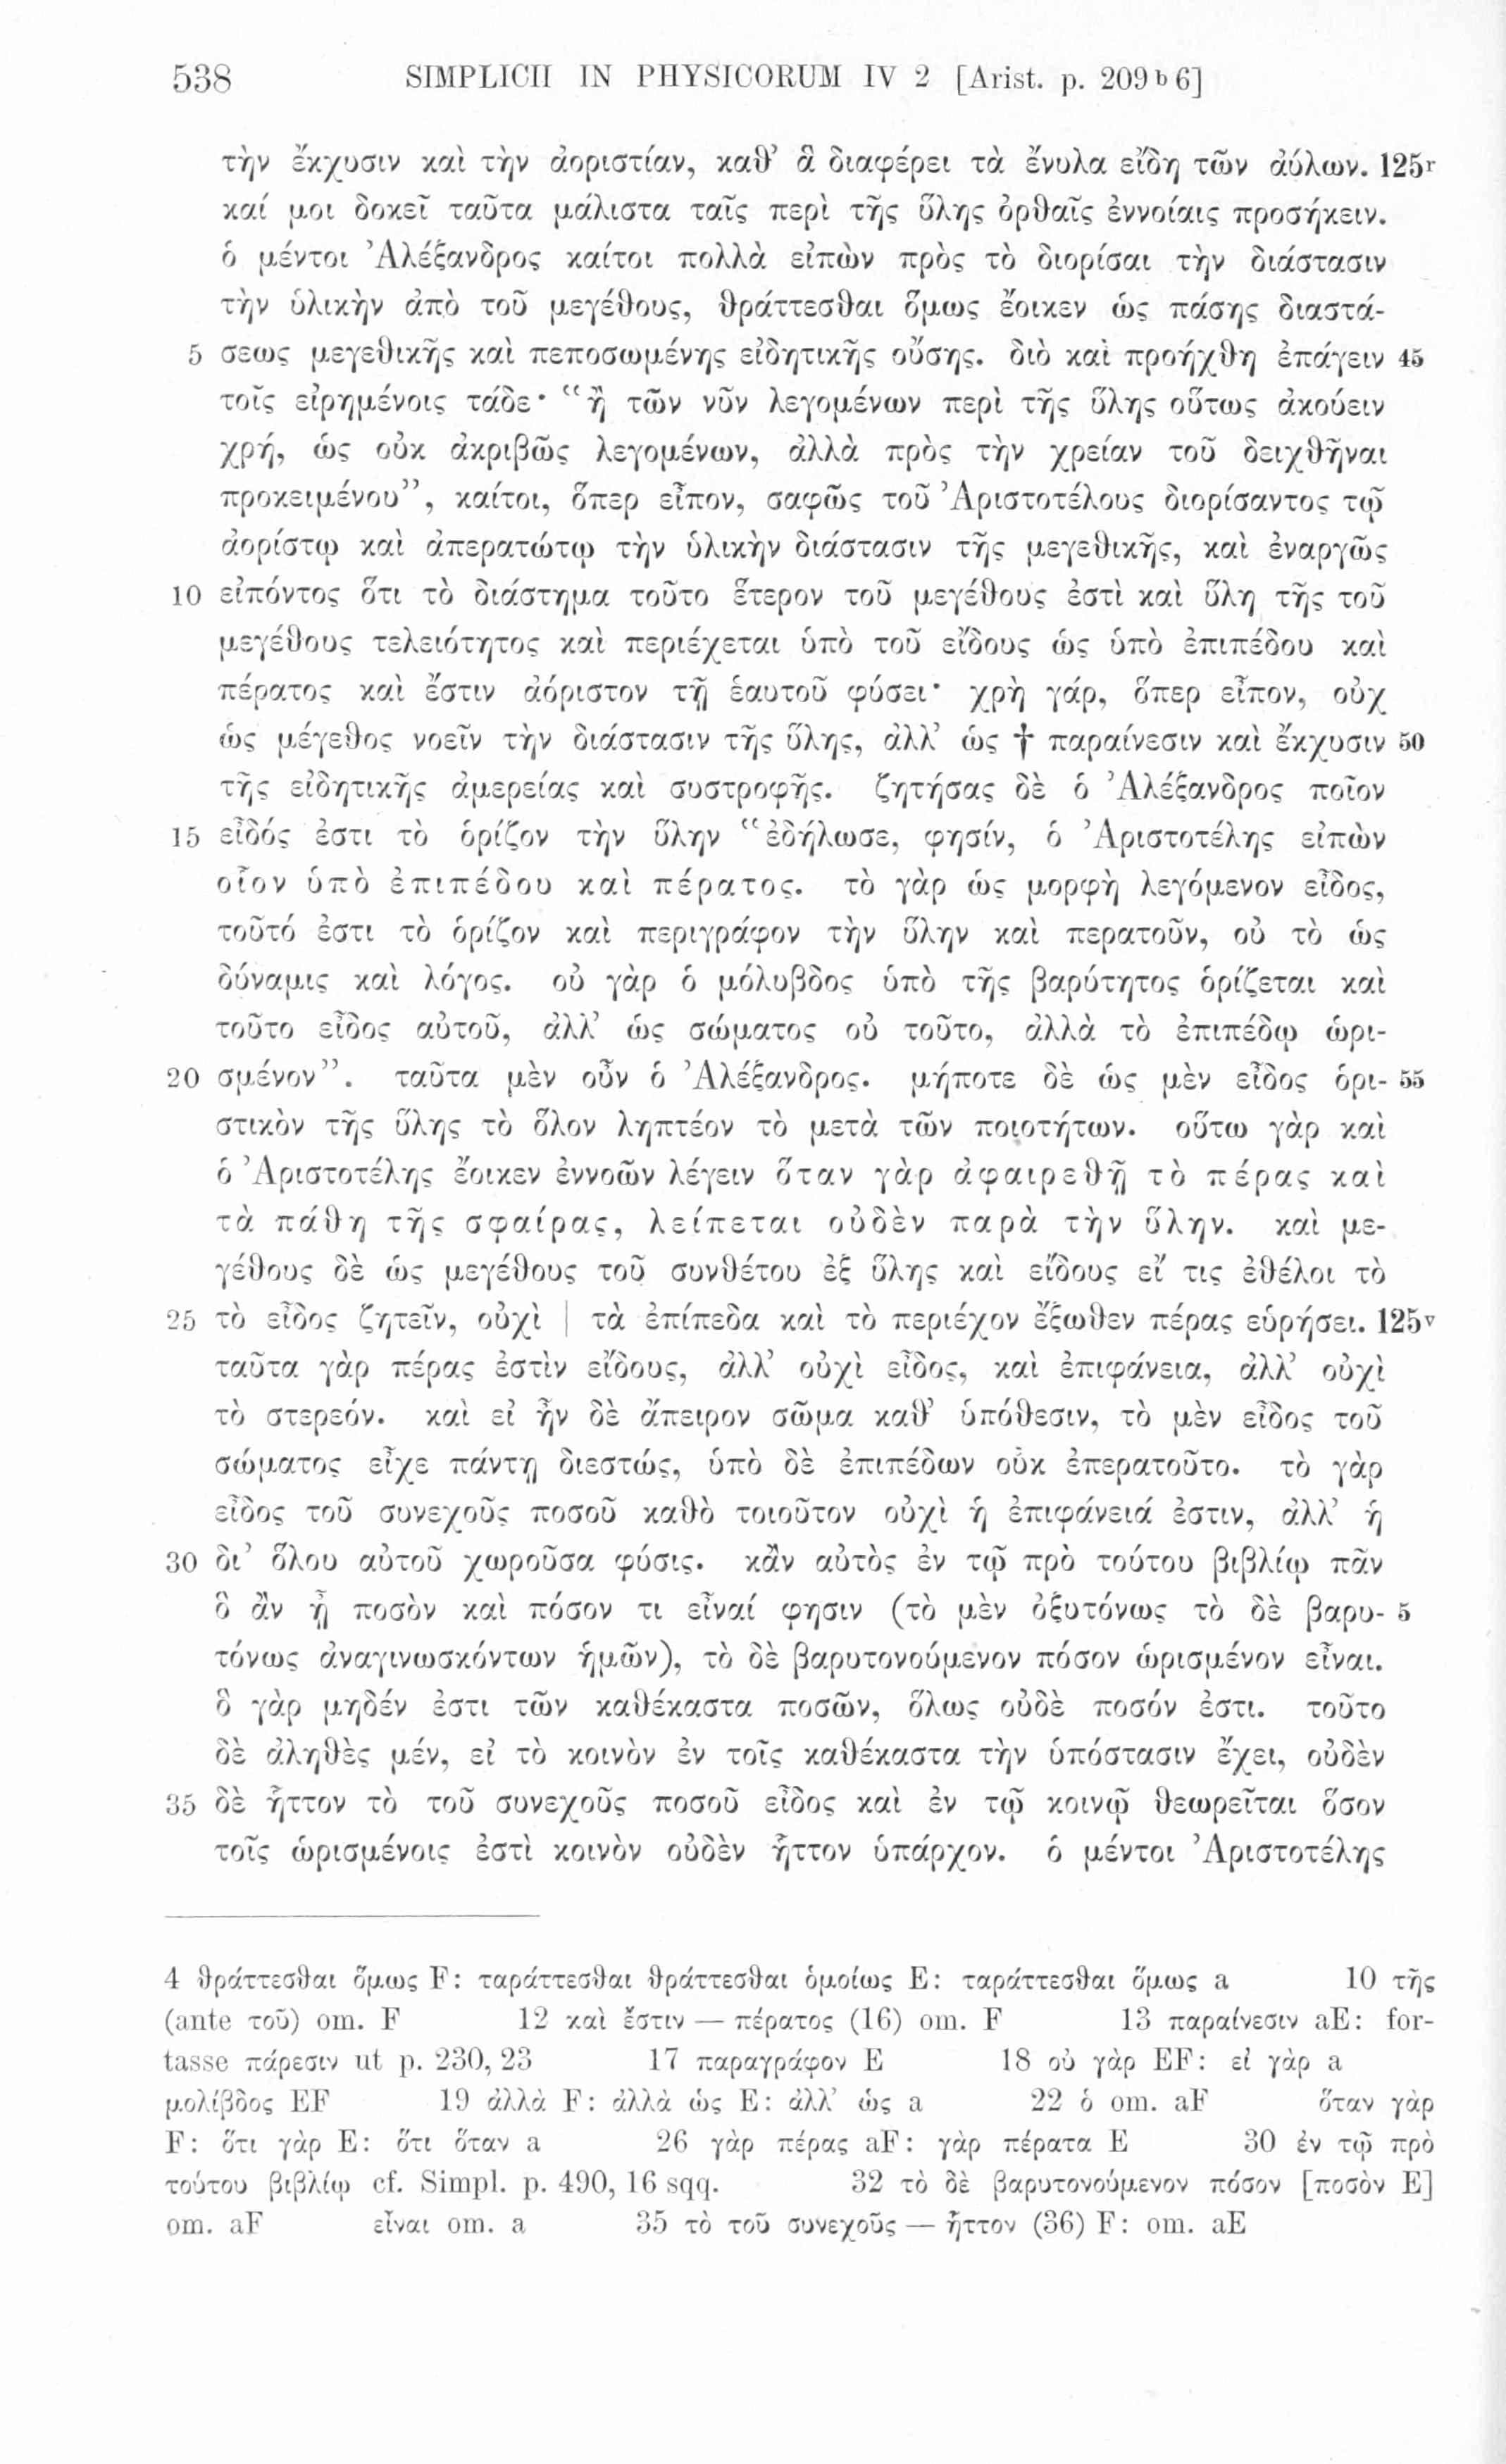 538 SIMPLICII IN PHYSICORUM IV 2 [Arist. p. 209 b 6]
τὴν ἔκχυσιν καὶ τὴν ἀοριστίαν, καθ’ ἃ διαφέρει τὰ ἔνυλα εἴδη τῶν ἀύλων. 125r
καί μοι δοκεῖ ταῦτα μάλιστα ταῖς περὶ τῆς ὕλης ὀρθαῖς ἐννοίαις προσήκειν.
ὁ μέντοι Ἀλέξανδρος καίτοι πολλὰ εἰπὼν πρὸς τὸ διορίσαι τὴν διάστασιν
τὴν ὑλικὴν ἀπὸ τοῦ μεγέθους, θράττεσθαι ὅμως ἔοικεν ὡς πάσης διαστά-
5 σεως μεγεθικῆς καὶ πεποσωμένης εἰδητικῆς οὔσης. διὸ καὶ προήχθη ἐπάγειν 45
τοῖς εἰρημένοις τάδε· “ἢ τῶν νῦν λεγομένων περὶ τῆς ὕλης οὕτως ἀκούειν
χρή, ὡς οὐκ ἀκριβῶς λεγομένων, ἀλλὰ πρὸς τὴν χρείαν τοῦ δειχθῆναι
προκειμένου”, καίτοι, ὅπερ εἶπον, σαφῶς τοῦ Ἀριστοτέλους διορίσαντος τῷ
ἀορίστῳ καὶ ἀπερατώτῳ τὴν ὑλικὴν διάστασιν τῆς μεγεθικῆς, καὶ ἐναργῶς
10 εἰπόντος ὅτι τὸ διάστημα τοῦτο ἕτερον τοῦ μεγέθους ἐστὶ καὶ ὕλη τῆς τοῦ
μεγέθους τελειότητος καὶ περιέχεται ὑπὸ τοῦ εἴδους ὡς ὑπὸ ἐπιπέδου καὶ
πέρατος καὶ ἔστιν ἀόριστον τῇ ἑαυτοῦ φύσει· χρὴ γάρ, ὅπερ εἶπον, οὐχ
ὡς μέγεθος νοεῖν τὴν διάστασιν τῆς ὕλης, ἀλλ’ ὡς † παραίνεσιν καὶ ἔκχυσιν 50
τῆς εἰδητικῆς ἀμερείας καὶ συστροφῆς. ζητήσας δὲ ὁ Ἀλέξανδρος ποῖον
15 εἶδός ἐστι τὸ ὁρίζον τὴν ὕλην “ἐδήλωσε, φησίν, ὁ Ἀριστοτέλης εἰπὼν
οἷον ὑπὸ ἐπιπέδου καὶ πέρατος. τὸ γὰρ ὡς μορφὴ λεγόμενον εἶδος,
τοῦτό ἐστι τὸ ὁρίζον καὶ περιγράφον τὴν ὕλην καὶ περατοῦν, οὐ τὸ ὡς
δύναμις καὶ λόγος. οὐ γὰρ ὁ μόλυβδος ὑπὸ τῆς βαρύτητος ὁρίζεται καὶ
τοῦτο εἶδος αὐτοῦ, ἀλλ’ ὡς σώματος οὐ τοῦτο, ἀλλὰ τὸ ἐπιπέδῳ ὡρι-
20 σμένον”. ταῦτα μὲν οὖν ὁ Ἀλέξανδρος. μήποτε δὲ ὡς μὲν εἶδος ὁρι- 55
στικὸν τῆς ὕλης τὸ ὅλον ληπτέον τὸ μετὰ τῶν ποιοτήτων. οὕτω γὰρ καὶ
ὁ Ἀριστοτέλης ἔοικεν ἐννοῶν λέγειν ὅταν γὰρ ἀφαιρεθῇ τὸ πέρας καὶ
τὰ πάθη τῆς σφαίρας, λείπεται οὐδὲν παρὰ τὴν ὕλην. καὶ με-
γέθους δὲ ὡς μεγέθους τοῦ συνθέτου ἐξ ὕλης καὶ εἴδους εἴ τις ἐθέλοι τὸ
25 τὸ εἶδος ζητεῖν, οὐχὶ | τὰ ἐπίπεδα καὶ τὸ περιέχον ἔξωθεν πέρας εὑρήσει. 125v
ταῦτα γὰρ πέρας ἐστὶν εἴδους, ἀλλ’ οὐχὶ εἶδος, καὶ ἐπιφάνεια, ἀλλ’ οὐχὶ
τὸ στερεόν. καὶ εἰ ἦν δὲ ἄπειρον σῶμα καθ’ ὑπόθεσιν, τὸ μὲν εἶδος τοῦ
σώματος εἶχε πάντῃ διεστώς, ὑπὸ δὲ ἐπιπέδων οὐκ ἐπερατοῦτο. τὸ γὰρ
εἶδος τοῦ συνεχοῦς ποσοῦ καθὸ τοιοῦτον οὐχὶ ἡ ἐπιφάνειά ἐστιν, ἀλλ’ ἡ
30 δι’ ὅλου αὐτοῦ χωροῦσα φύσις. κἂν αὐτὸς ἐν τῷ πρὸ τούτου βιβλίῳ πᾶν
ὃ ἂν ᾖ ποσὸν καὶ πόσον τι εἶναί φησιν (τὸ μὲν ὀξυτόνως τὸ δὲ βαρυ- 5
τόνως ἀναγινωσκόντων ἡμῶν), τὸ δὲ βαρυτονούμενον πόσον ὡρισμένον εἶναι.
ὃ γὰρ μηδέν ἐστι τῶν καθέκαστα ποσῶν, ὅλως οὐδὲ ποσόν ἐστι. τοῦτο
δὲ ἀληθὲς μέν, εἰ τὸ κοινὸν ἐν τοῖς καθέκαστα τὴν ὑπόστασιν ἔχει, οὐδὲν
35 δὲ ἧττον τὸ τοῦ συνεχοῦς ποσοῦ εἶδος καὶ ἐν τῷ κοινῷ θεωρεῖται ὅσον
τοῖς ὡρισμένοις ἐστὶ κοινὸν οὐδὲν ἧττον ὑπάρχον. ὁ μέντοι Ἀριστοτέλης
4 θράττεσθαι ὅμως F: ταράττεσθαι θράττεσθαι ὁμοίως E: ταράττεσθαι ὅμως a 10 τῆς
(ante τοῦ) om. F 12 καὶ ἔστιν — πέρατος (16) om. F 13 παραίνεσιν aE: for-
tasse πάρεσιν ut p. 230, 23 17 παραγράφον E 18 οὐ γὰρ EF: εἰ γὰρ a
μολίβδος EF 19 ἀλλὰ F: ἀλλὰ ὡς E: ἀλλ’ ὡς a 22 ὁ om. aF ὅταν γὰρ
F: ὅτι γὰρ E: ὅτι ὅταν a 26 γὰρ πέρας aF: γὰρ πέρατα E 30 ἐν τῷ πρὸ
τούτου βιβλίῳ cf. Simpl. p. 490, 16 sqq. 32 τὸ δὲ βαρυτονούμενον πόσον [ποσὸν E]
om. aF εἶναι om. a 35 τὸ τοῦ συνεχοῦς — ἧττον (36) F: om. aE